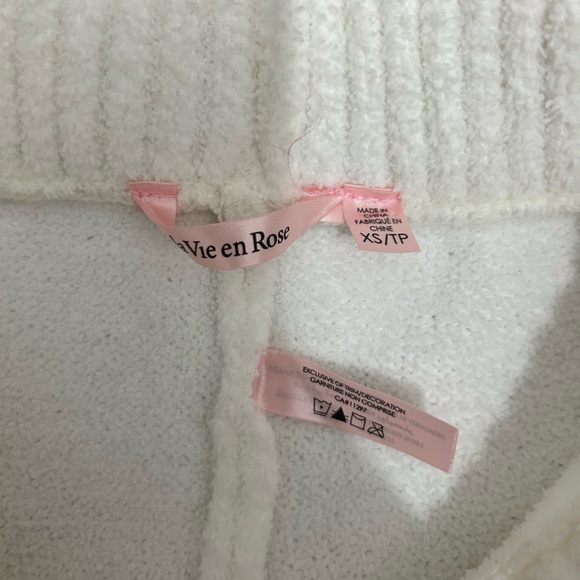 Vie en Rose
MADE IN
CHINA
FABRIQUÉ EN
CHINE
XS/TP
EXCLUSIVE OF TRIM/DECORATION
GARNITURE NON COMPRISE
CA# 11297